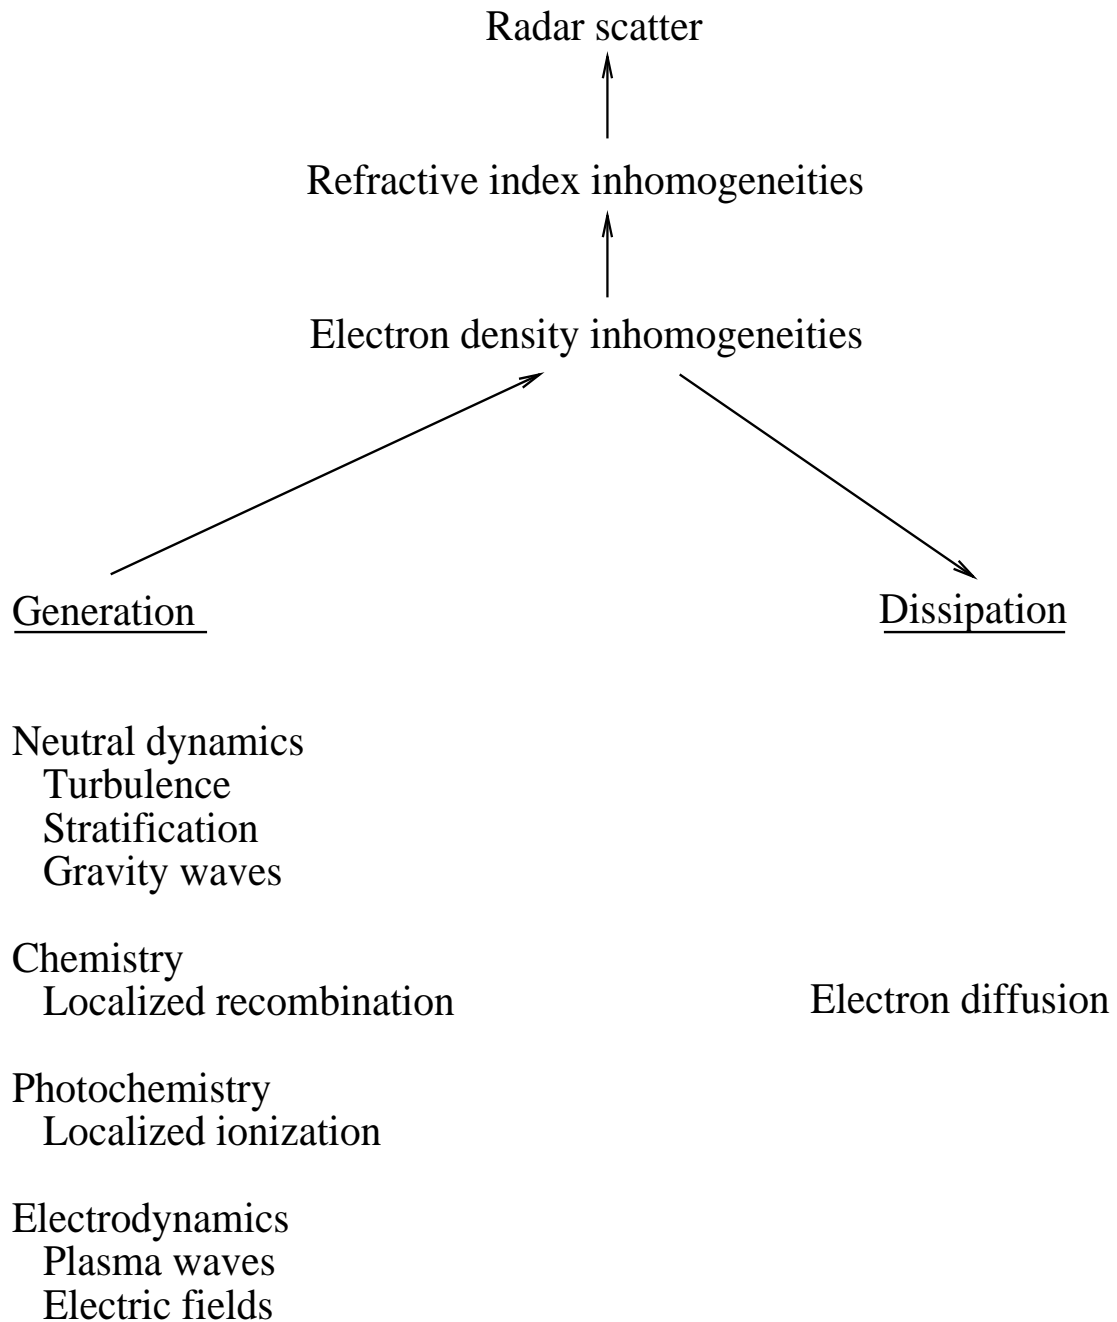 Radar scatter
Refractive index inhomogeneities
Electron density inhomogeneities
Generation
Dissipation
Neutral dynamics
Turbulence
Stratification
Gravity waves
Chemistry
Localized recombination
Electron diffusion
Photochemistry
Localized ionization
Electrodynamics
Plasma waves
Electric fields